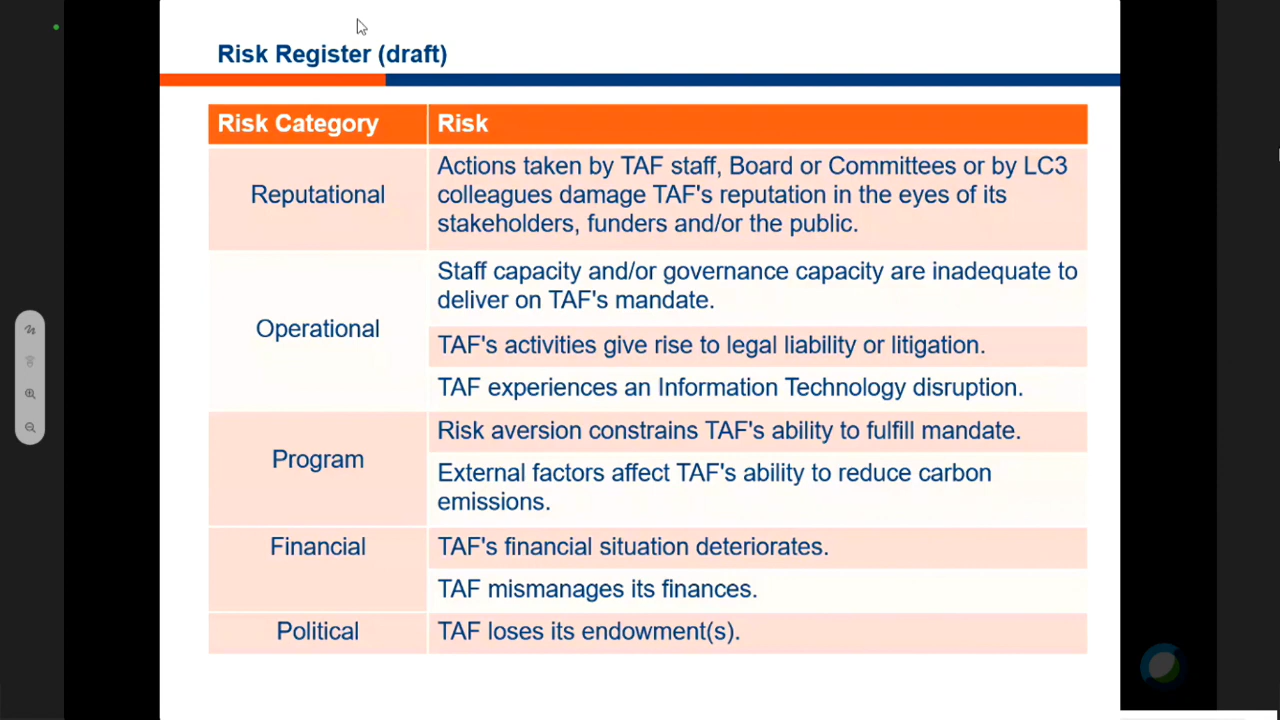 Risk Register (draft)
Risk Category
Risk
Reputational
Actions taken by TAF staff, Board or Committees or by LC3
colleagues damage TAF's reputation in the eyes of its
stakeholders, funders and/or the public.
Operational
Staff capacity and/or governance capacity are inadequate to
deliver on TAF's mandate.
TAF's activities give rise to legal liability or litigation.
TAF experiences an Information Technology disruption.
Program
Risk aversion constrains TAF's ability to fulfill mandate.
External factors affect TAF's ability to reduce carbon
emissions.
Financial
TAF's financial situation deteriorates.
TAF mismanages its finances.
Political
TAF loses its endowment(s).